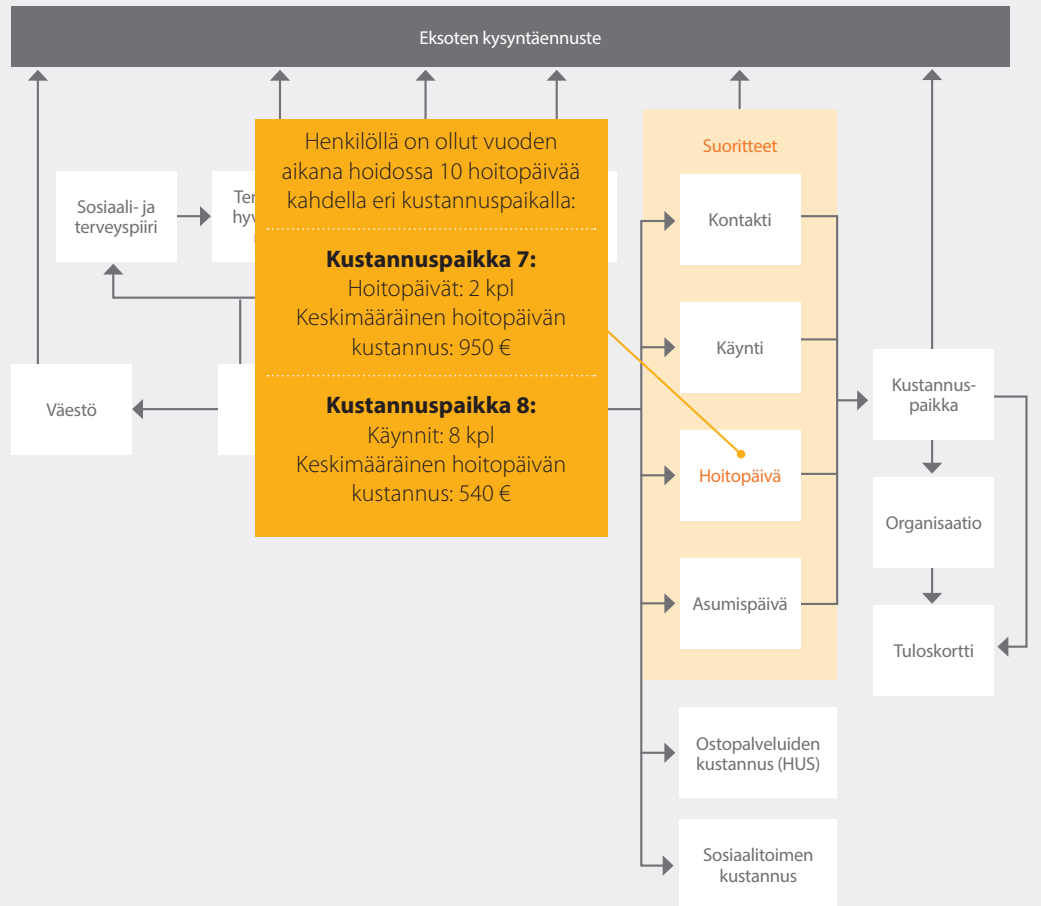 Eksoten kysyntäennuste
Henkilöllä on ollut vuoden
aikana hoidossa 10 hoitopäivää
kahdella eri kustannuspaikalla:
Kustannuspaikka 7:
Hoitopäivät: 2 kpl
Keskimääräinen hoitopäivän
kustannus: 950 €
Kustannuspaikka 8:
Käynnit: 8 kpl
Keskimääräinen hoitopäivän
kustannus: 540 €
Sosiaali- ja
terveyspiiri
Väestö
Suoritteet
Kontakti
Käynti
Hoitopäivä
Asumispäivä
Ostopalveluiden
kustannus (HUS)
Sosiaalitoimen
kustannus
Kustannus-
paikka
Organisaatio
Tuloskortti